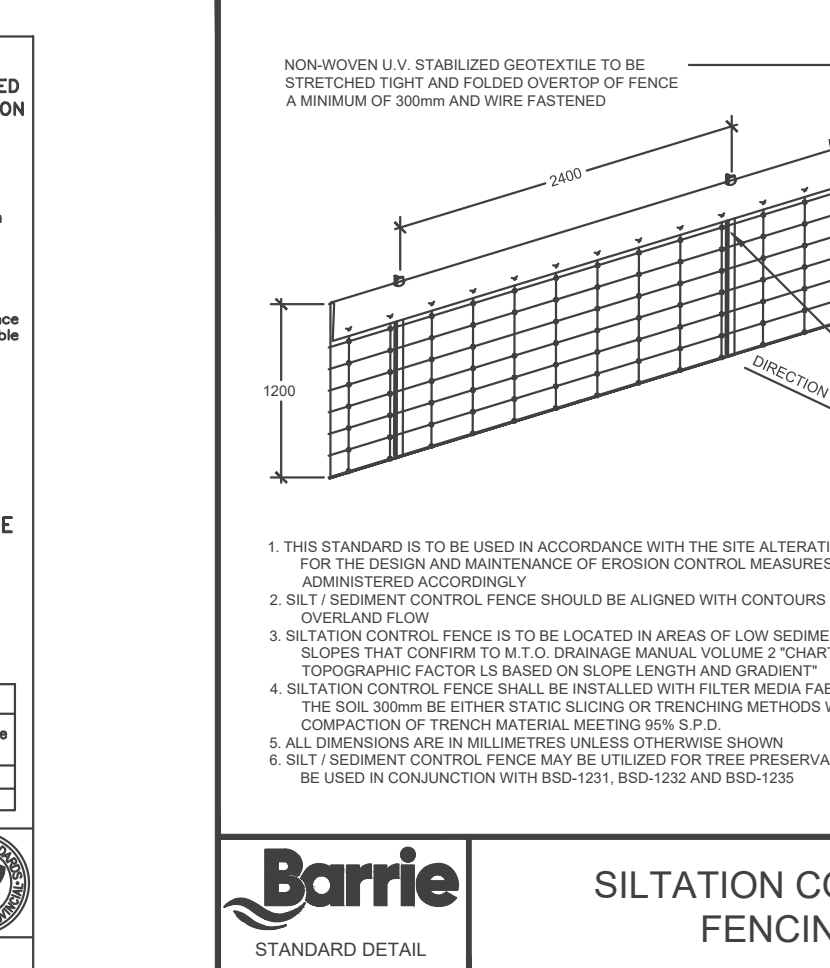 ED
ON
nce
ble
E
e
NON-WOVEN U.V. STABILIZED GEOTEXTILE TO BE
STRETCHED TIGHT AND FOLDED OVERTOP OF FENCE
A MINIMUM OF 300mm AND WIRE FASTENED
2400
1200
DIRECTION
1. THIS STANDARD IS TO BE USED IN ACCORDANCE WITH THE SITE ALTERATI
FOR THE DESIGN AND MAINTENANCE OF EROSION CONTROL MEASURES
ADMINISTERED ACCORDINGLY
2. SILT / SEDIMENT CONTROL FENCE SHOULD BE ALIGNED WITH CONTOURS
OVERLAND FLOW
3. SILTATION CONTROL FENCE IS TO BE LOCATED IN AREAS OF LOW SEDIME
SLOPES THAT CONFIRM TO M.T.O. DRAINAGE MANUAL VOLUME 2 "CHART
TOPOGRAPHIC FACTOR LS BASED ON SLOPE LENGTH AND GRADIENT"
4. SILTATION CONTROL FENCE SHALL BE INSTALLED WITH FILTER MEDIA FAB
THE SOIL 300mm BE EITHER STATIC SLICING OR TRENCHING METHODS W
COMPACTION OF TRENCH MATERIAL MEETING 95% S.P.D.
5. ALL DIMENSIONS ARE IN MILLIMETRES UNLESS OTHERWISE SHOWN
6. SILT / SEDIMENT CONTROL FENCE MAY BE UTILIZED FOR TREE PRESERVA
BE USED IN CONJUNCTION WITH BSD-1231, BSD-1232 AND BSD-1235
Barrie
STANDARD DETAIL
SILTATION CO
FENCIN